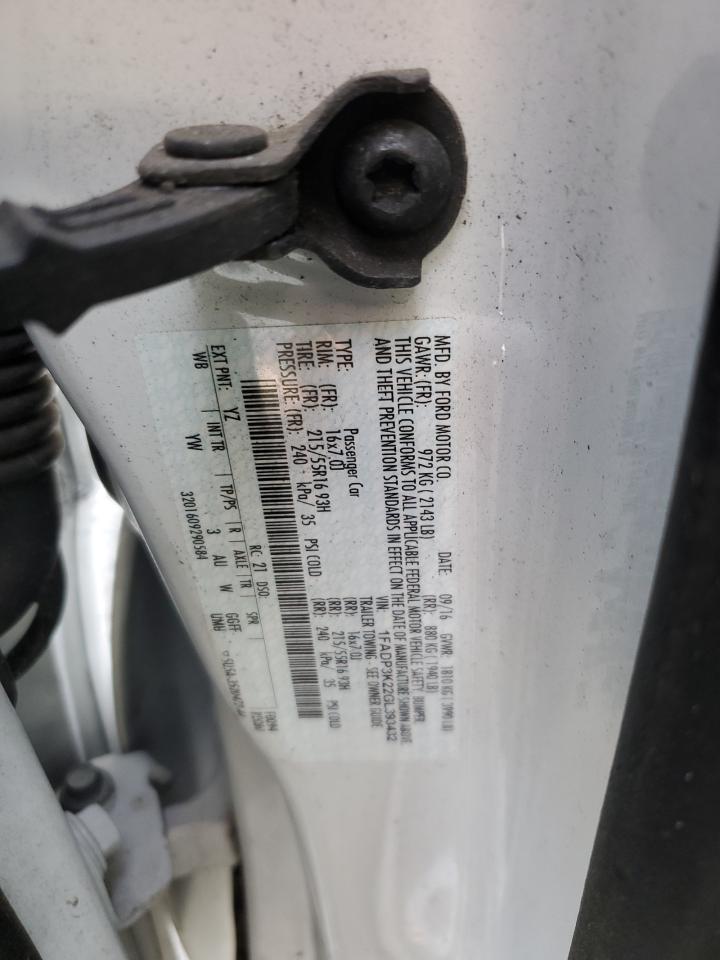 MFD. BY FORD MOTOR CO.
DATE: 09/16 GVWR: 1810 KG ( 3990 LB)
GAWR: (FR): 972 KG ( 2143 LB) (RR): 880 KG ( 1940 LB)
THIS VEHICLE CONFORMS TO ALL APPLICABLE FEDERAL MOTOR VEHICLE SAFETY, BUMPER,
AND THEFT PREVENTION STANDARDS IN EFFECT ON THE DATE OF MANUFACTURE SHOWN ABOVE.
VIN: 1FADP3K22GL393432
TYPE: Passenger Car TRAILER TOWING - SEE OWNER GUIDE
RIM: (FR): 16x7.0J (RR): 16x7.0J
TIRE: (FR): 215/55R16 93H (RR): 215/55R16 93H
PRESSURE: (FR): 240 kPa/ 35 PSI COLD (RR): 240 kPa/ 35 PSI COLD
RC: 21 DSO:
EXT PNT: YZ INT TR TP/PS R AXLE TR SPR
WB YW 3 AU W GGFF
3201609290584 UMH